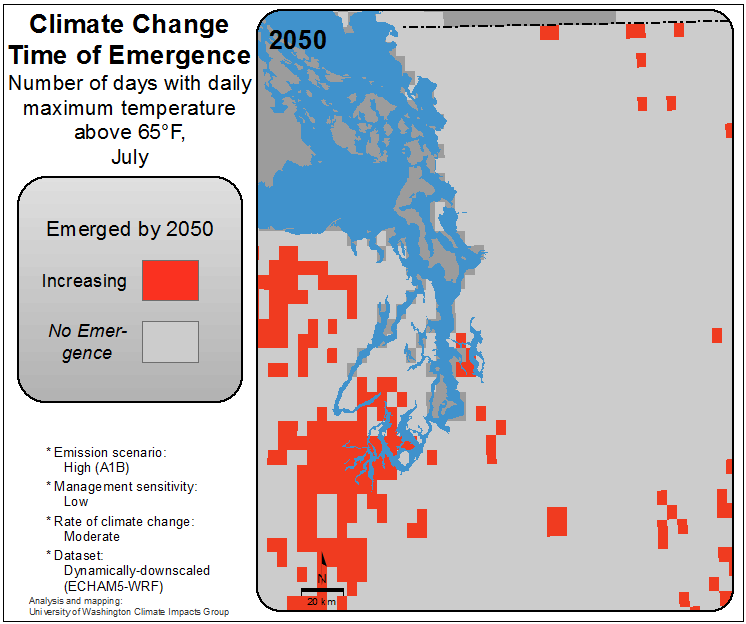 Climate Change
Time of Emergence
Number of days with daily
maximum temperature
above 65°F,
July
Emerged by 2050
Increasing
No Emer-
gence
* Emission scenario:
High (A1B)
* Management sensitivity:
Low
* Rate of climate change:
Moderate
* Dataset:
Dynamically-downscaled
(ECHAM5-WRF)
Analysis and mapping:
University of Washington Climate Impacts Group
2050
N
20 km